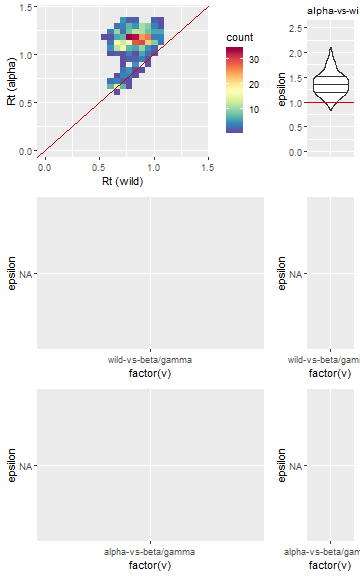 1.5
1.0
0.5
0.0
Rt (alpha)
0.0
0.5
1.0
1.5
Rt (wild)
count
30
20
10
alpha-vs-wi
2.5
2.0
1.5
1.0
0.5
0.0
epsilon
epsilon
NA
wild-vs-beta/gamma
factor(v)
epsilon
NA
wild-vs-beta/gam
factor(v)
epsilon
NA
alpha-vs-beta/gamma
factor(v)
epsilon
NA
alpha-vs-beta/ga
factor(v)